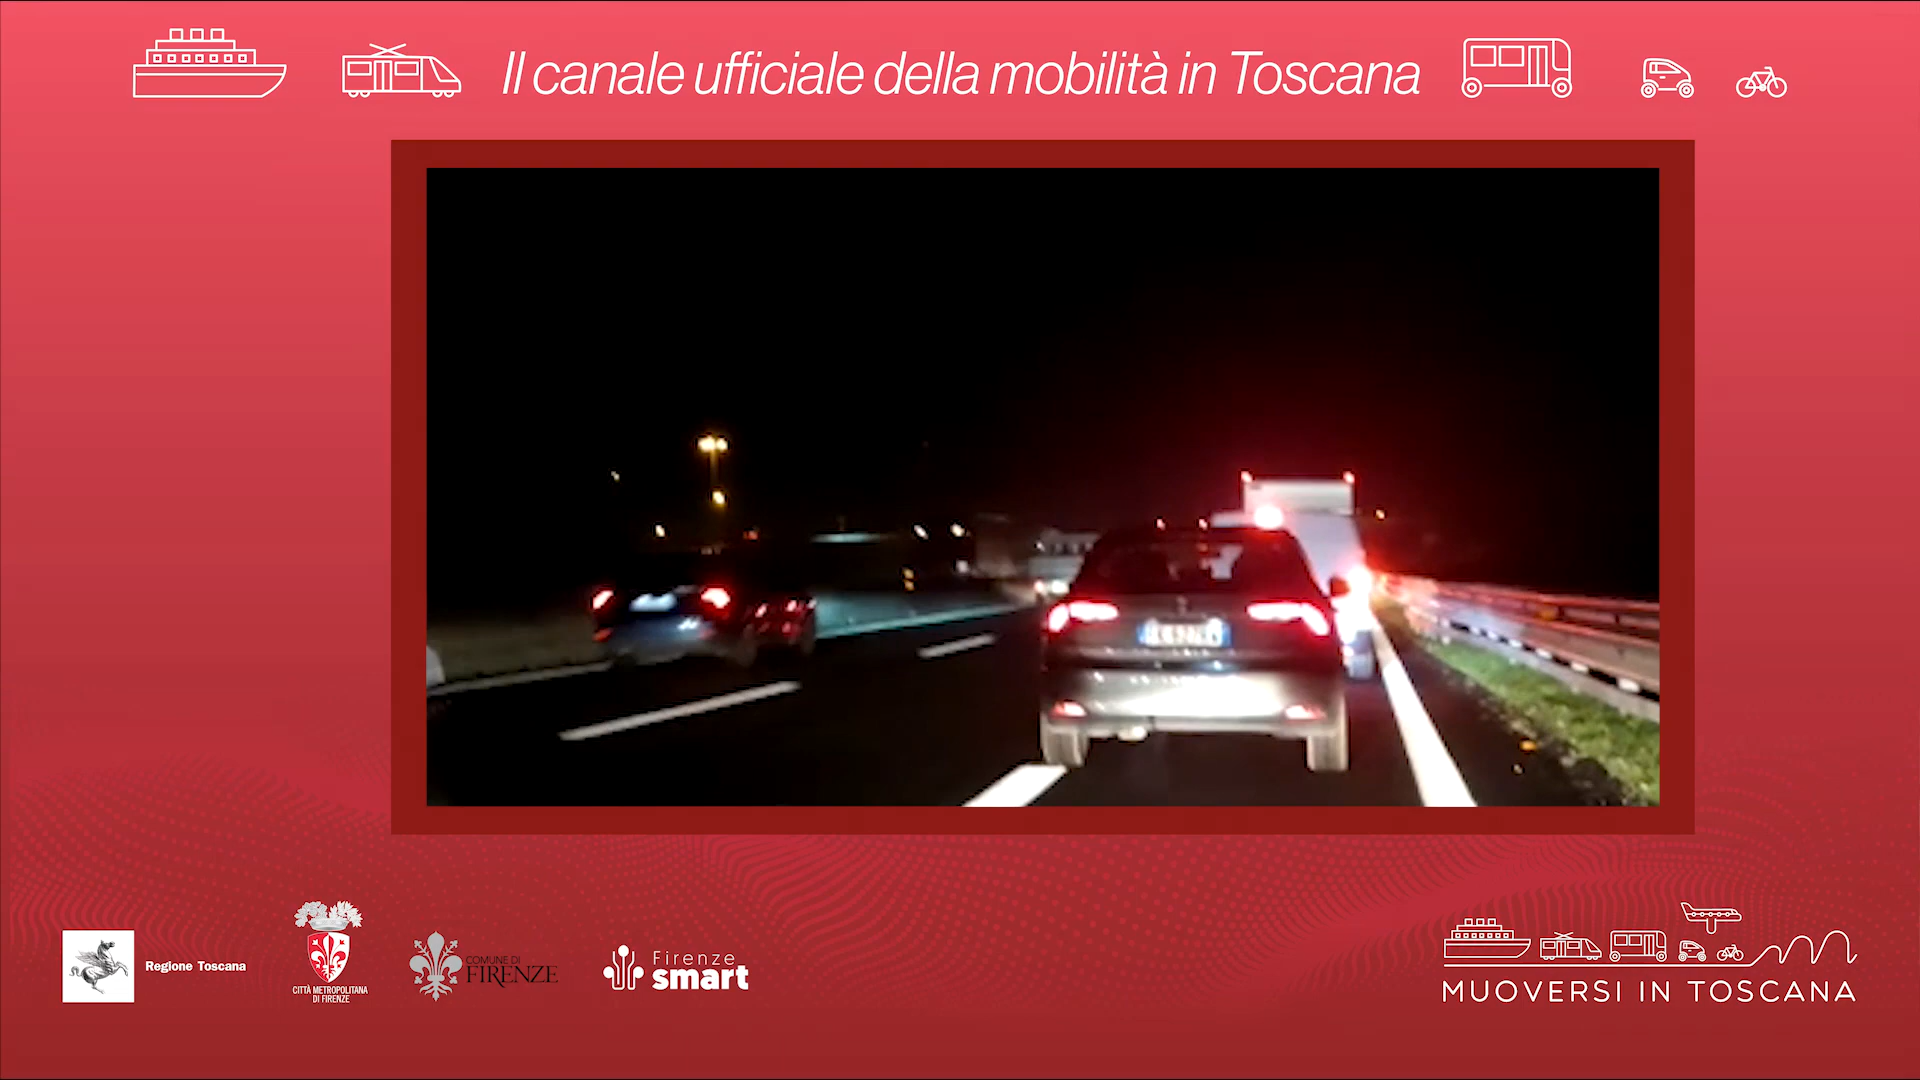 Il canale ufficiale della mobilità in Toscana
Regione Toscana
CITTÀ METROPOLITANA
DI FIRENZE
COMUNE DI
FIRENZE
Firenze
smart
MUOVERSI IN TOSCANA